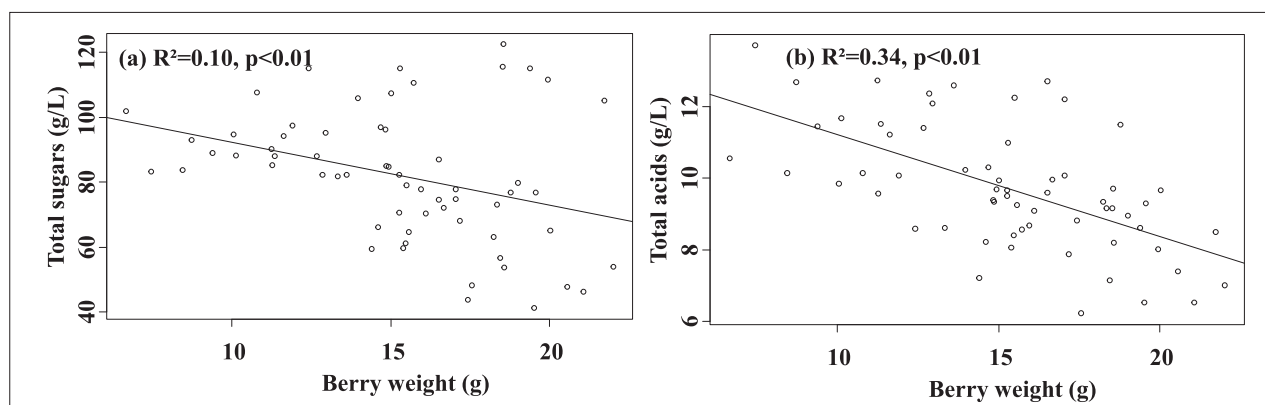 (a) R²=0.10, p<0.01
Total sugars (g/L)
120
100
80
60
40
10 15 20
Berry weight (g)
(b) R²=0.34, p<0.01
Total acids (g/L)
12
10
8
6
10 15 20
Berry weight (g)